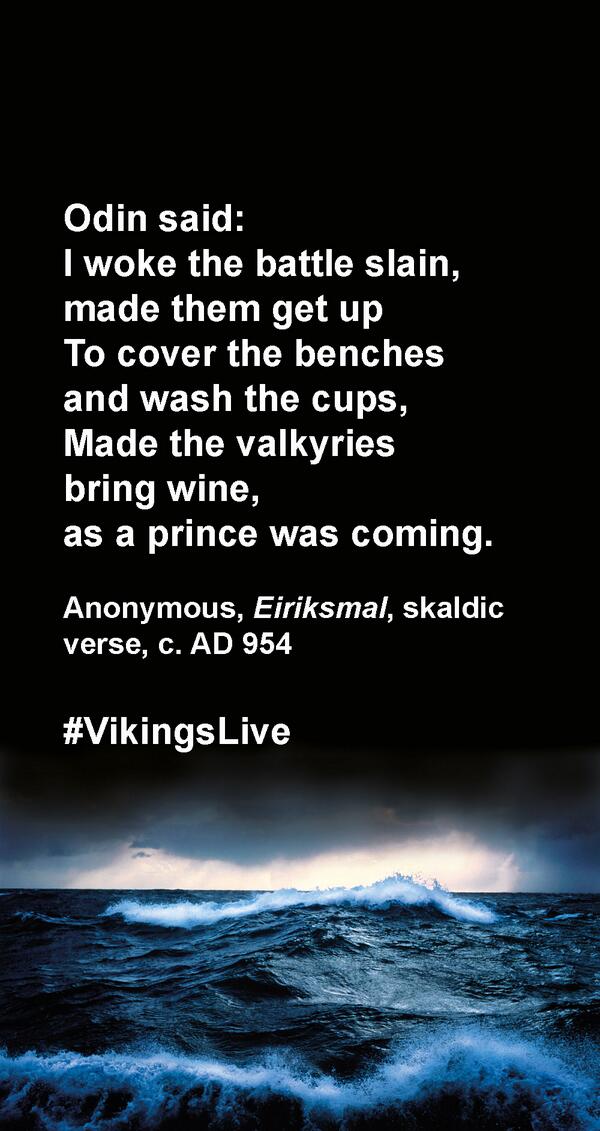 Odin said:
I woke the battle slain,
made them get up
To cover the benches
and wash the cups,
Made the valkyries
bring wine,
as a prince was coming.
Anonymous, Eiriksmal, skaldic
verse, c. AD 954
#VikingsLive